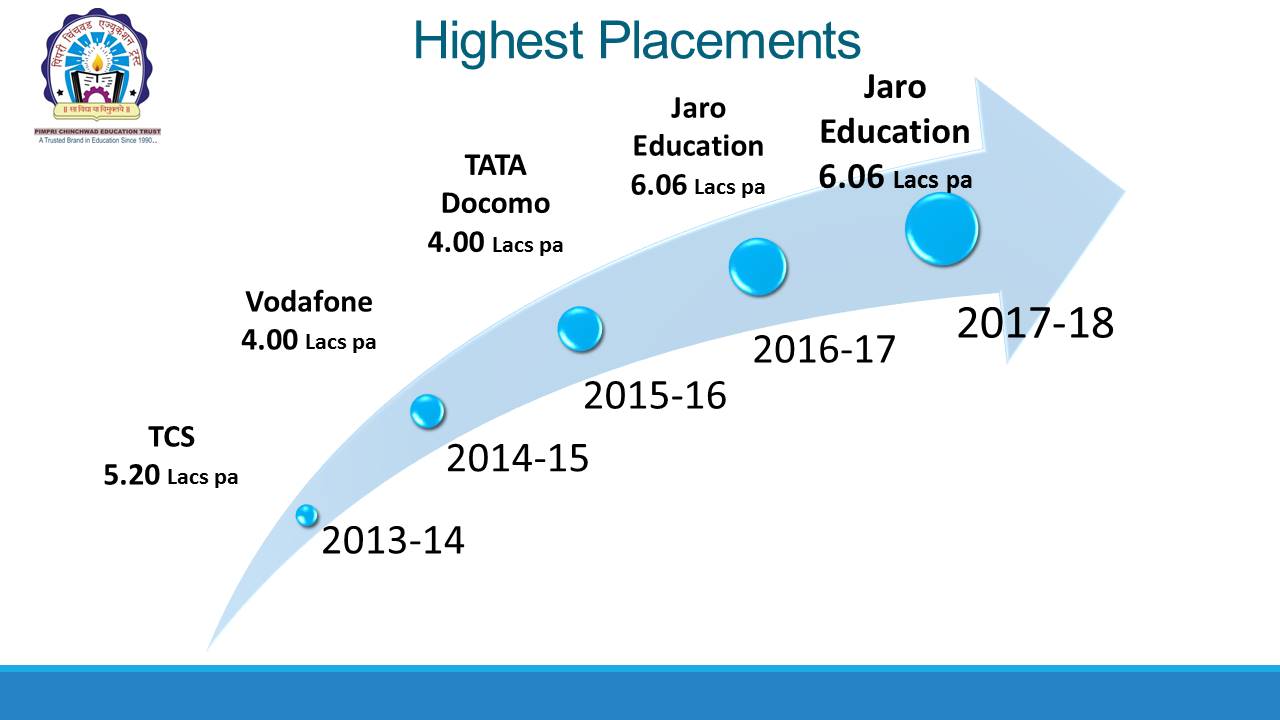 Highest Placements
पिंपरी चिंचवड एज्युकेशन ट्रस्ट
॥ सा विद्या या विमुक्तये ॥
PIMPRI CHINCHWAD EDUCATION TRUST
A Trusted Brand in Education Since 1990..
TCS
5.20 Lacs pa
2013-14
Vodafone
4.00 Lacs pa
2014-15
TATA
Docomo
4.00 Lacs pa
2015-16
Jaro
Education
6.06 Lacs pa
2016-17
Jaro
Education
6.06 Lacs pa
2017-18